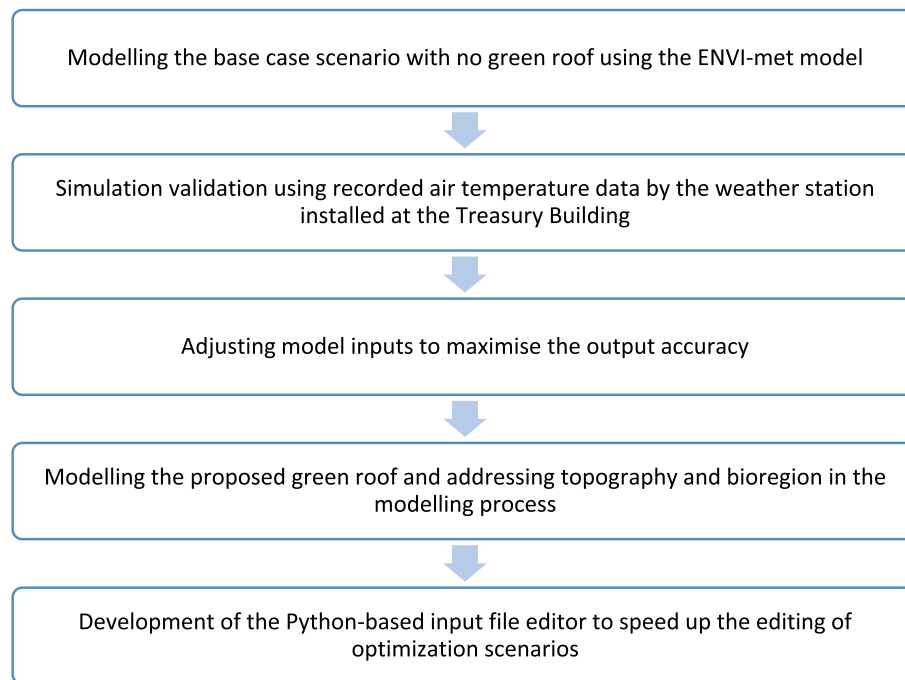 Modelling the base case scenario with no green roof using the ENVI-met model
Simulation validation using recorded air temperature data by the weather station
installed at the Treasury Building
Adjusting model inputs to maximise the output accuracy
Modelling the proposed green roof and addressing topography and bioregion in the
modelling process
Development of the Python-based input file editor to speed up the editing of
optimization scenarios